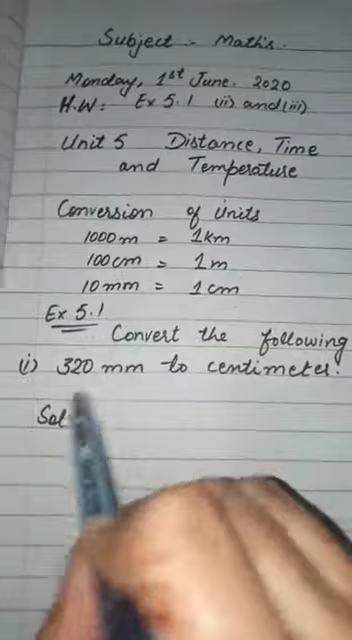 Subject :- Math's.
Monday, 1st June. 2020
H.W: Ex 5.1 (ii) and (iii)
Unit 5 Distance, Time
and Temperature
Conversion of Units
1000 m = 1 km
100 cm = 1 m
10 mm = 1 cm
Ex 5.1
Convert the following
(i) 320 mm to centimeter.
Sol